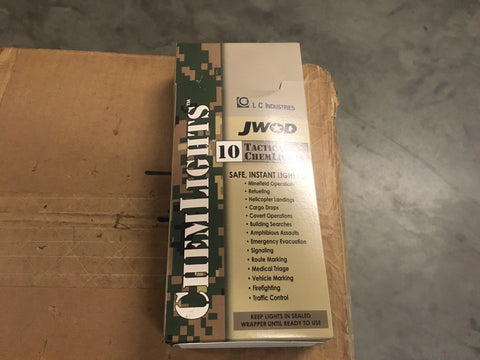 CHEMLIGHTS™
L C INDUSTRIES
JWOD
10 TACTICAL
CHEMLIGHTS
SAFE, INSTANT LIGHT
• Minefield Operations
• Refueling
• Helicopter Landings
• Cargo Drops
• Covert Operations
• Building Searches
• Amphibious Assaults
• Emergency Evacuation
• Signaling
• Route Marking
• Medical Triage
• Vehicle Marking
• Firefighting
• Traffic Control
KEEP LIGHTS IN SEALED
WRAPPER UNTIL READY TO USE